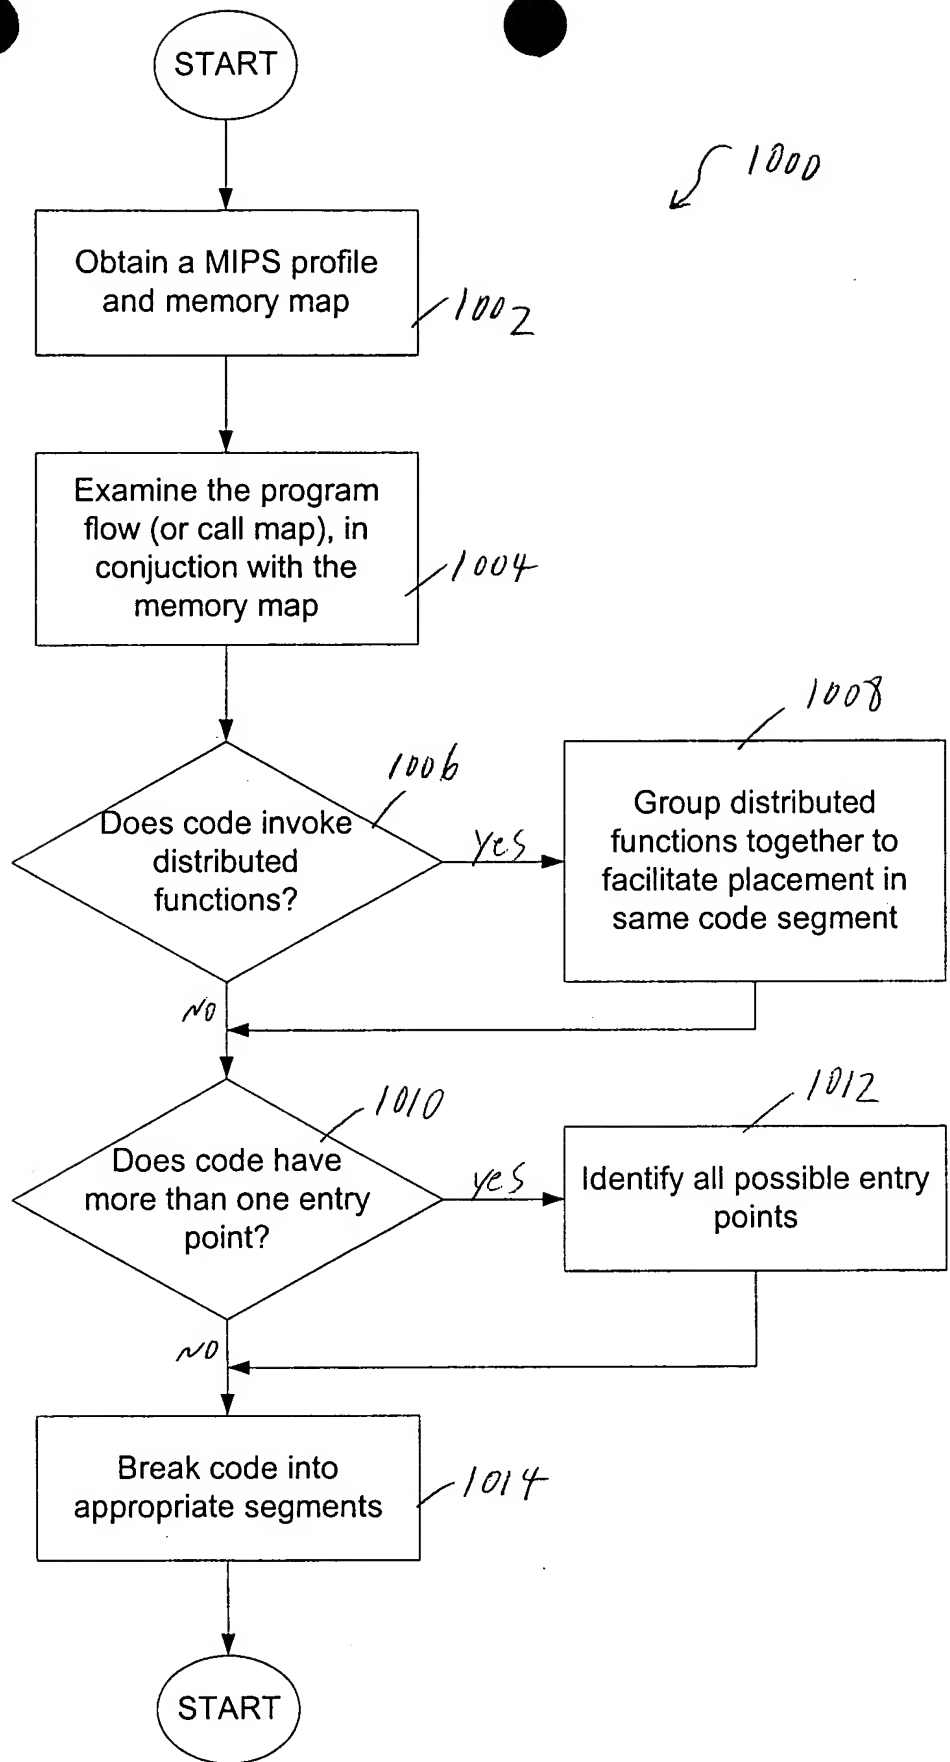 START
1000
Obtain a MIPS profile
and memory map
1002
Examine the program
flow (or call map), in
conjuction with the
memory map
1004
1006
Does code invoke
distributed
functions?
yes
1008
Group distributed
functions together to
facilitate placement in
same code segment
NO
1010
Does code have
more than one entry
point?
yes
1012
Identify all possible entry
points
NO
Break code into
appropriate segments
1014
START